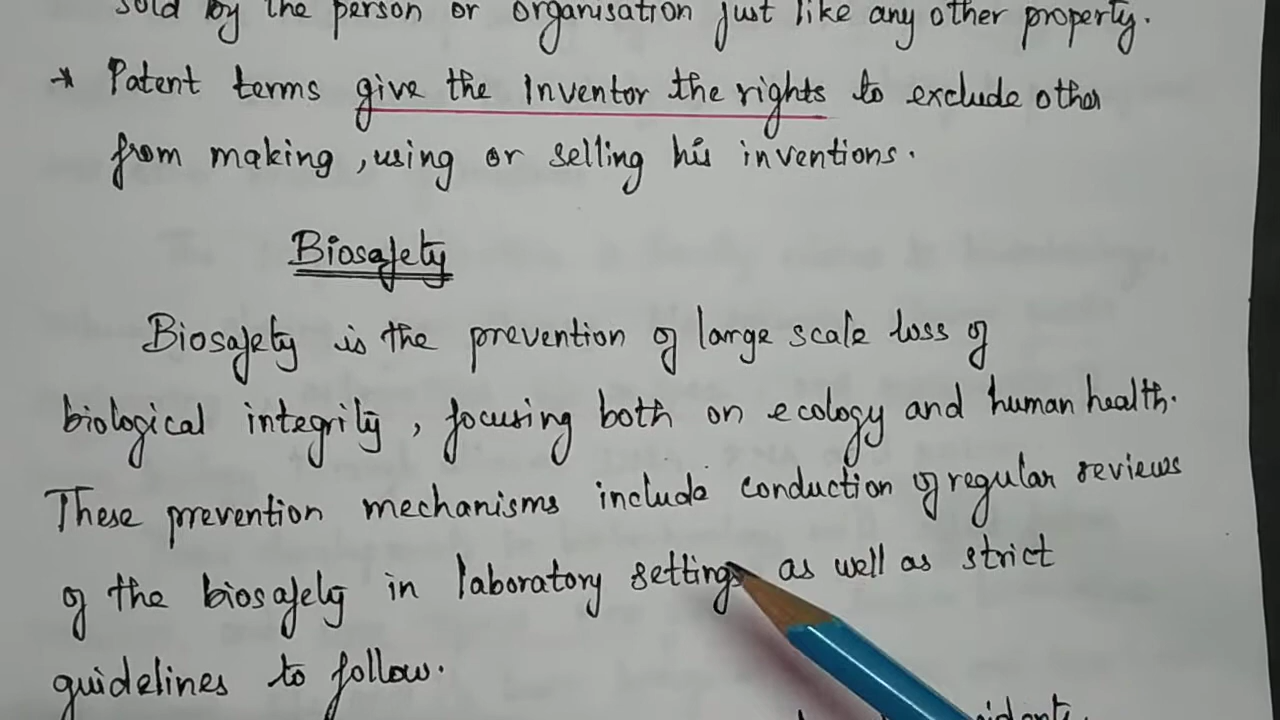 sold by the person or organisation just like any other property.
* Patent terms give the Inventor the rights to exclude other
from making, using or selling his inventions.
Biosafety
Biosafety is the prevention of large scale loss of
biological integrity, focusing both on ecology and human health.
These prevention mechanisms include conduction of regular reviews
of the biosafety in laboratory settings as well as strict
guidelines to follow.